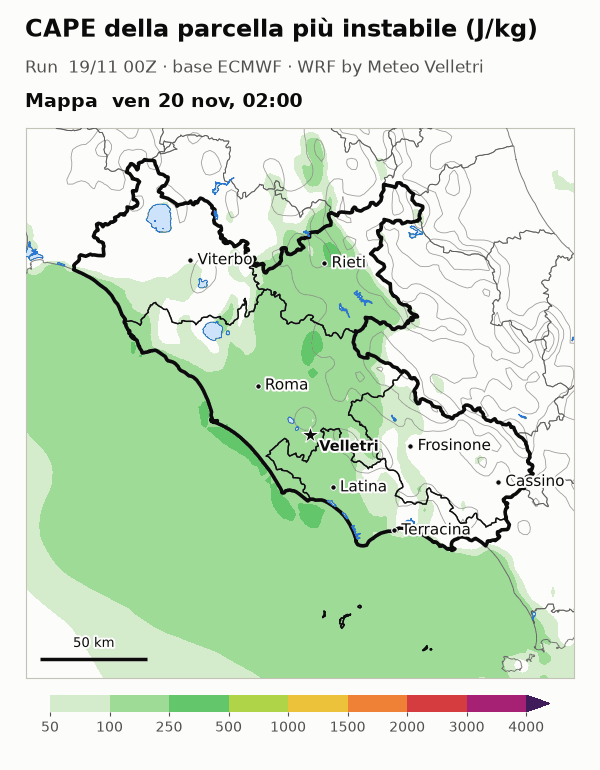 CAPE della parcella più instabile (J/kg)
Run  19/11 00Z · base ECMWF · WRF by Meteo Velletri
Mappa  ven 20 nov, 02:00
Viterbo
Rieti
Roma
Velletri
Frosinone
Latina
Cassino
Terracina
50 km
50 100 250 500 1000 1500 2000 3000 4000